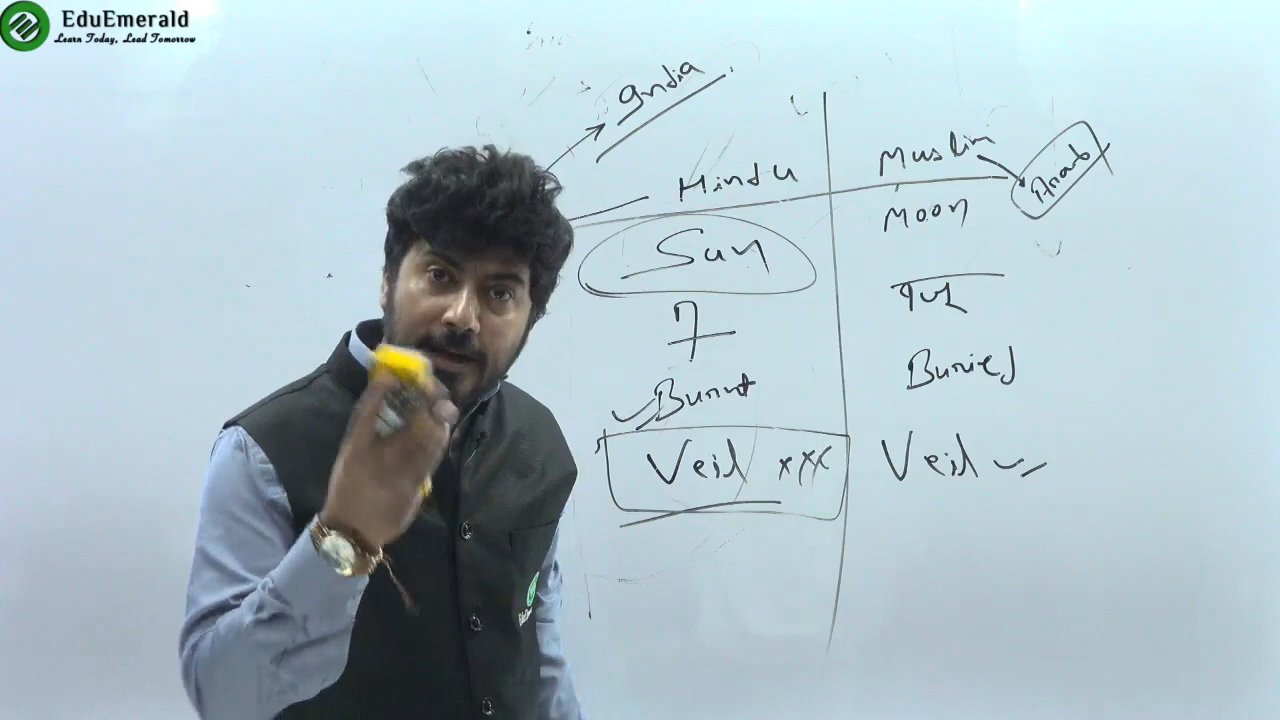 EduEmerald
Learn Today, Lead Tomorrow
India
Hindu Muslim
Arab
Sun Moon
7
Burnt Buried
Veil xxx Veil